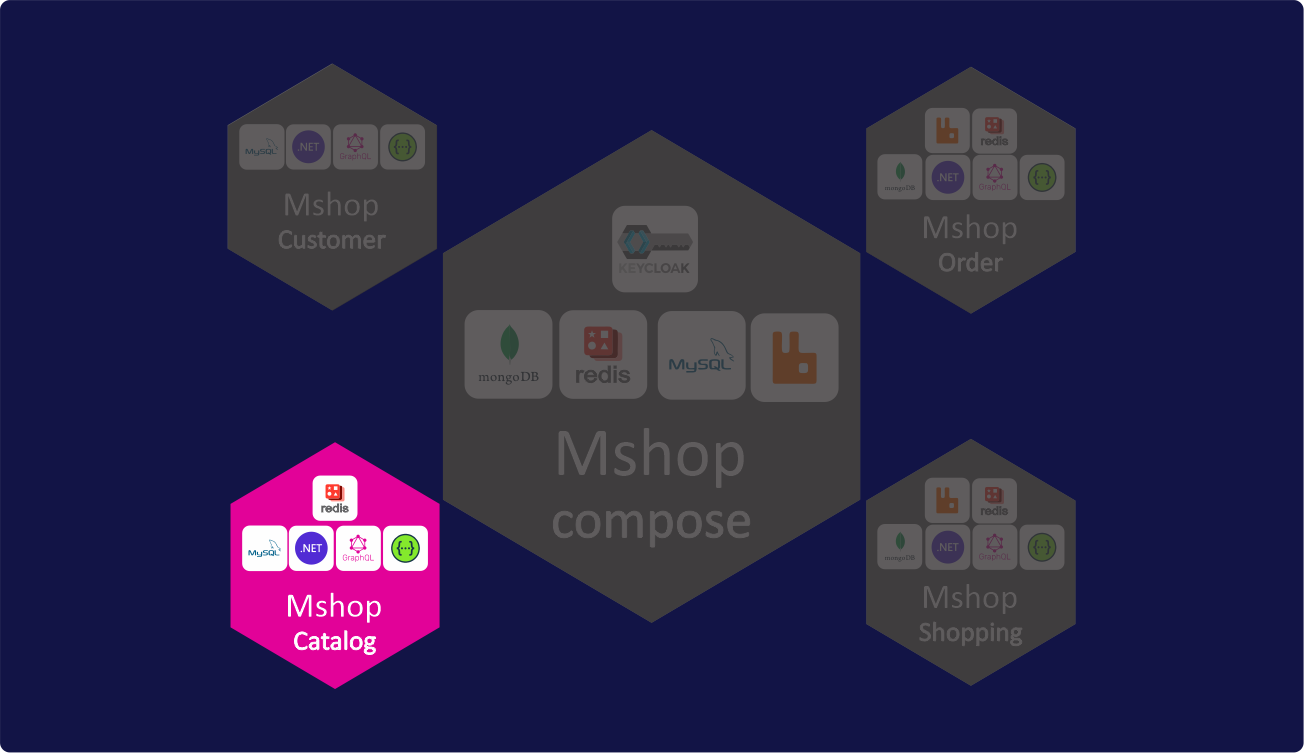 MySQL
.NET
GraphQL
{··}
Mshop
Customer
redis
mongoDB
.NET
GraphQL
{··}
Mshop
Order
KEYCLOAK
mongoDB
redis
MySQL
Mshop
compose
redis
MySQL
.NET
GraphQL
{··}
Mshop
Catalog
redis
mongoDB
.NET
GraphQL
{··}
Mshop
Shopping